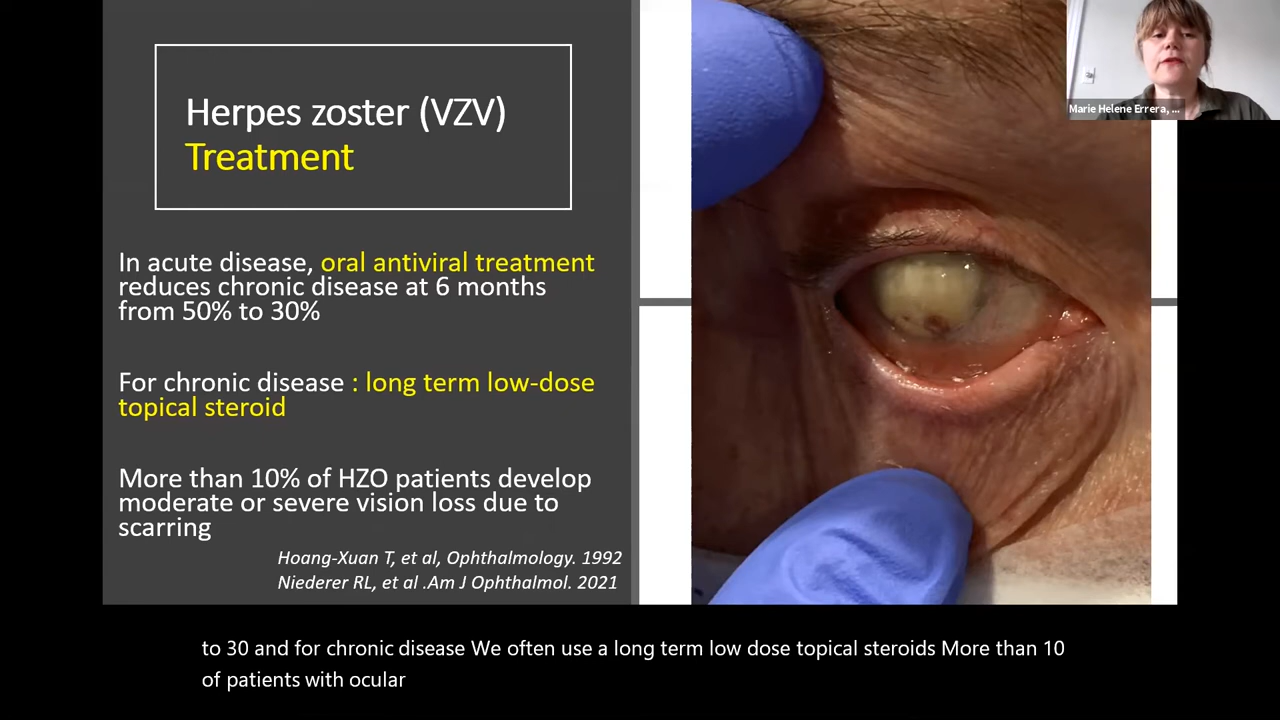 Herpes zoster (VZV)
Treatment
In acute disease, oral antiviral treatment
reduces chronic disease at 6 months
from 50% to 30%
For chronic disease : long term low-dose
topical steroid
More than 10% of HZO patients develop
moderate or severe vision loss due to
scarring
Hoang-Xuan T, et al, Ophthalmology. 1992
Niederer RL, et al .Am J Ophthalmol. 2021
Marie Helene Errera, ...
to 30 and for chronic disease We often use a long term low dose topical steroids More than 10
of patients with ocular